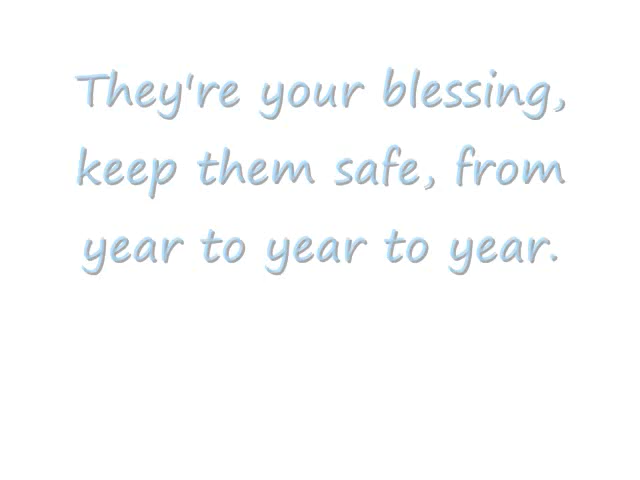 They're your blessing,
keep them safe, from
year to year to year.